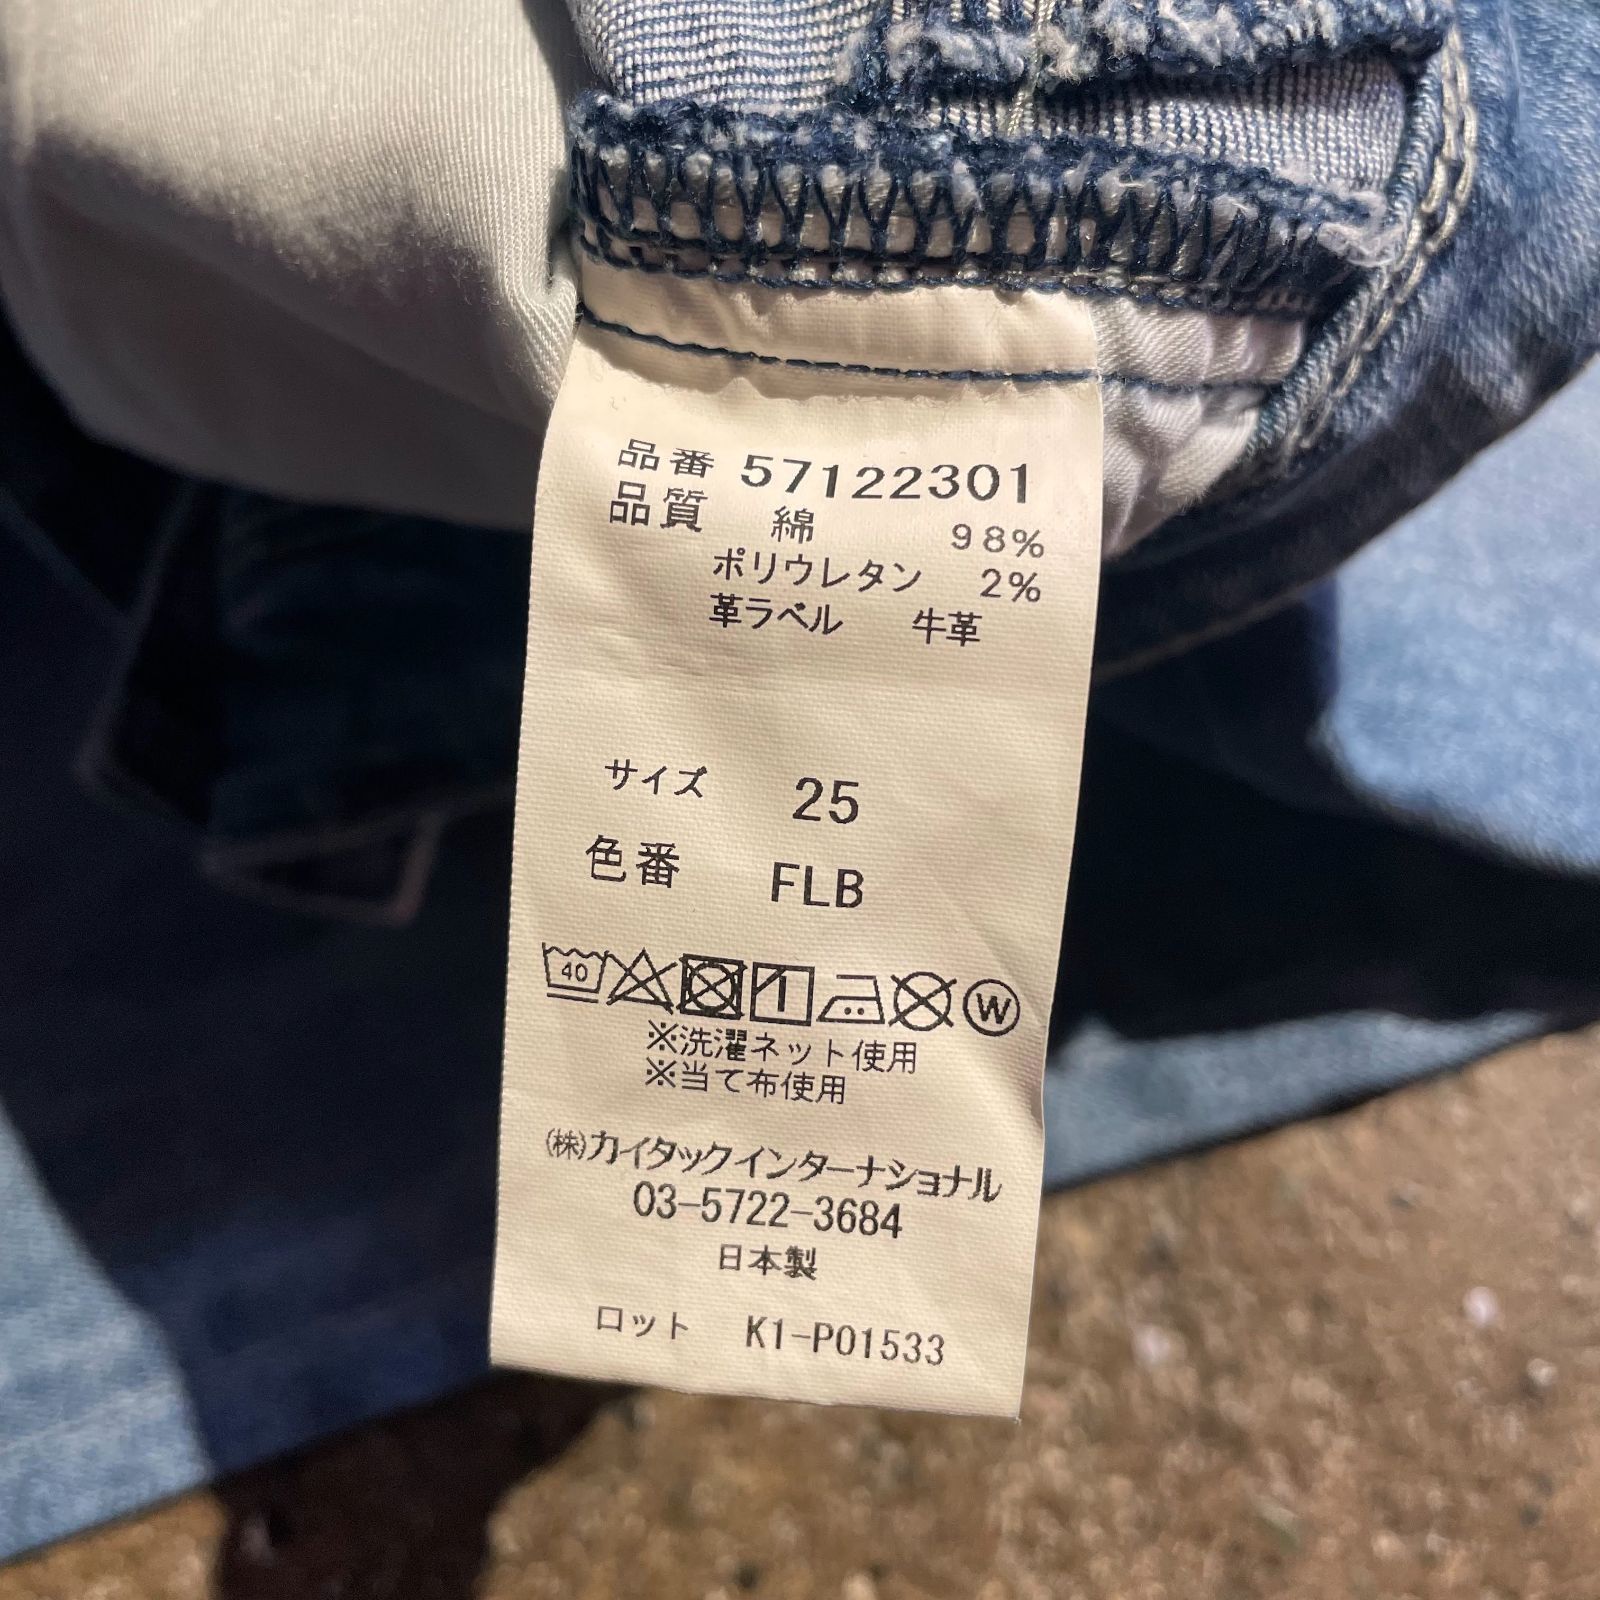 品番 57122301
品質 綿 98%
ポリウレタン 2%
革ラベル 牛革
サイズ 25
色番 FLB
40 W
※洗濯ネット使用
※当て布使用
㈱カイタックインターナショナル
03-5722-3684
日本製
ロット K1-P01533